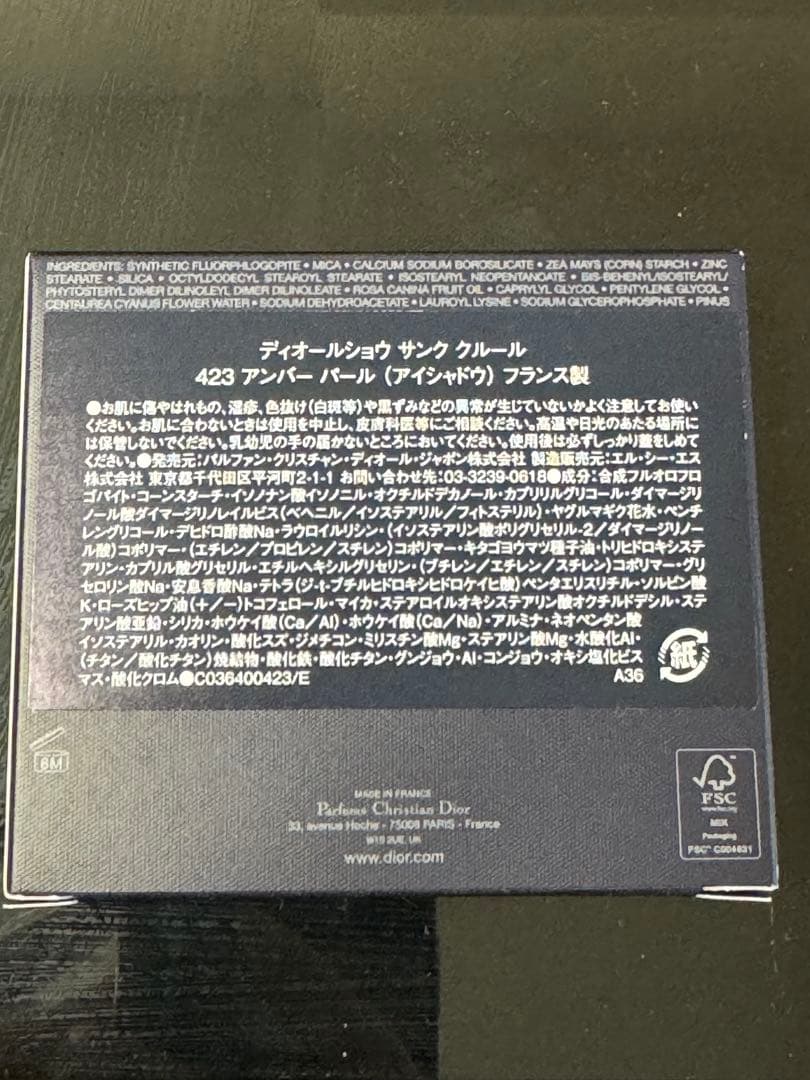 INGREDIENTS: SYNTHETIC FLUORPHLOGOPITE • MICA • CALCIUM SODIUM BOROSILICATE • ZEA MAYS (CORN) STARCH • ZINC
STEARATE • SILICA • OCTYLDODECYL STEAROYL STEARATE • ISOSTEARYL NEOPENTANOATE • BIS-BEHENYL/ISOSTEARYL/
PHYTOSTERYL DIMER DILINOLEYL DIMER DILINOLEATE • ROSA CANINA FRUIT OIL • CAPRYLYL GLYCOL • PENTYLENE GLYCOL •
CENTAUREA CYANUS FLOWER WATER • SODIUM DEHYDROACETATE • LAUROYL LYSINE • SODIUM GLYCEROPHOSPHATE • PINUS
ディオールショウ サンク クルール
423 アンバー パール (アイシャドウ) フランス製
●お肌に傷やはれもの、湿疹、色抜け(白斑等)や黒ずみなどの異常が生じていないかよく注意してお使い
ください。お肌に合わないときは使用を中止し、皮膚科医等にご相談ください。高温や日光のあたる場所に
は保管しないでください。乳幼児の手の届かないところにおいてください。使用後は必ずしっかり蓋をしめてく
ださい。●発売元:パルファン・クリスチャン・ディオール・ジャポン株式会社 製造販売元:エル・シー・エス
株式会社 東京都千代田区平河町2-1-1 お問い合わせ先:03-3239-0618●成分:合成フルオロフロ
ゴパイト・コーンスターチ・イソノナン酸イソノニル・オクチルドデカノール・カプリリルグリコール・ダイマージリ
ノール酸ダイマージリノレイルビス(ベヘニル/イソステアリル/フィトステリル)・ヤグルマギク花水・ペンチ
レングリコール・デヒドロ酢酸Na・ラウロイルリシン・(イソステアリン酸ポリグリセリル-2/ダイマージリノー
ル酸)コポリマー・(エチレン/プロピレン/スチレン)コポリマー・キタゴヨウマツ種子油・トリヒドロキシステ
アリン・カプリル酸グリセリル・エチルヘキシルグリセリン・(ブチレン/エチレン/スチレン)コポリマー・グリ
セロリン酸Na・安息香酸Na・テトラ(ジ-t-ブチルヒドロキシヒドロケイヒ酸)ペンタエリスリチル・ソルビン酸
K・ローズヒップ油・(+/-)トコフェロール・マイカ・ステアロイルオキシステアリン酸オクチルドデシル・ステ
アリン酸亜鉛・シリカ・ホウケイ酸(Ca/Al)・ホウケイ酸(Ca/Na)・アルミナ・ネオペンタン酸
イソステアリル・カオリン・酸化スズ・ジメチコン・ミリスチン酸Mg・ステアリン酸Mg・水酸化Al・
(チタン/酸化チタン)焼結物・酸化鉄・酸化チタン・グンジョウ・Al・コンジョウ・オキシ塩化ビス
マス・酸化クロム●C036400423/E A36
紙
6M
MADE IN FRANCE
Parfums Christian Dior
33, avenue Hoche - 75008 PARIS - France
W1S 2UE, UK
www.dior.com
FSC
www.fsc.org
MIX
Packaging
FSC® C004631